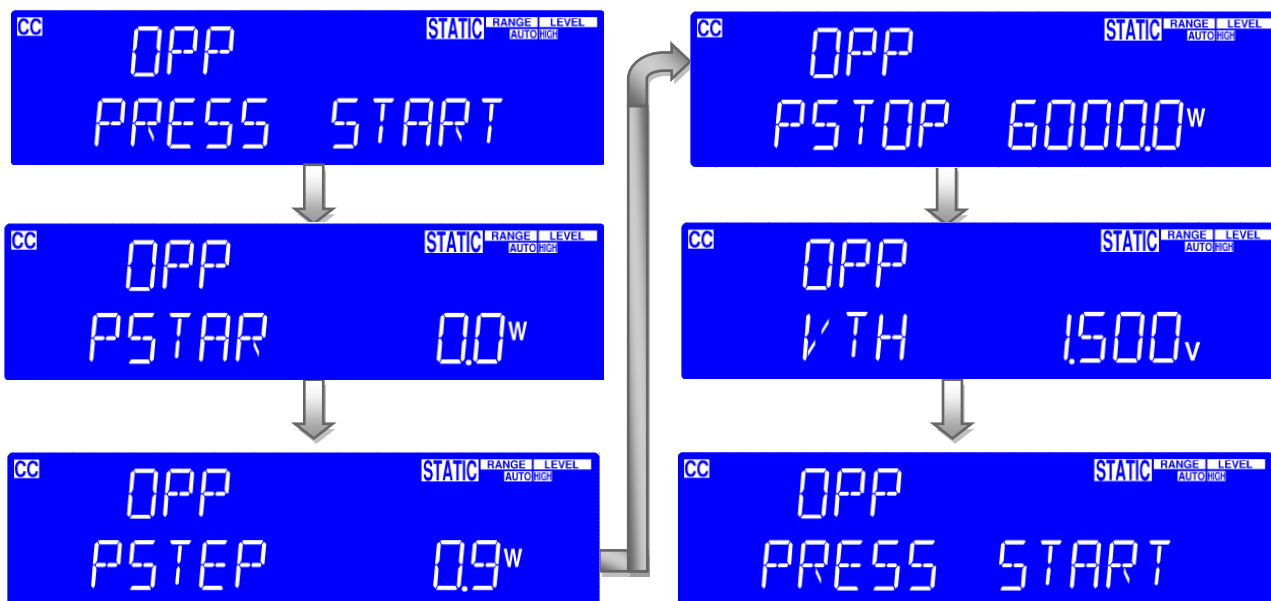 CC STATIC RANGE LEVEL
AUTO HIGH
OPP
PRESS START
CC STATIC RANGE LEVEL
AUTO HIGH
OPP
PSTAR 0.0W
CC STATIC RANGE LEVEL
AUTO HIGH
OPP
PSTEP 0.9W
CC STATIC RANGE LEVEL
AUTO HIGH
OPP
PSTOP 6000.0W
CC STATIC RANGE LEVEL
AUTO HIGH
OPP
VTH 1.500V
CC STATIC RANGE LEVEL
AUTO HIGH
OPP
PRESS START